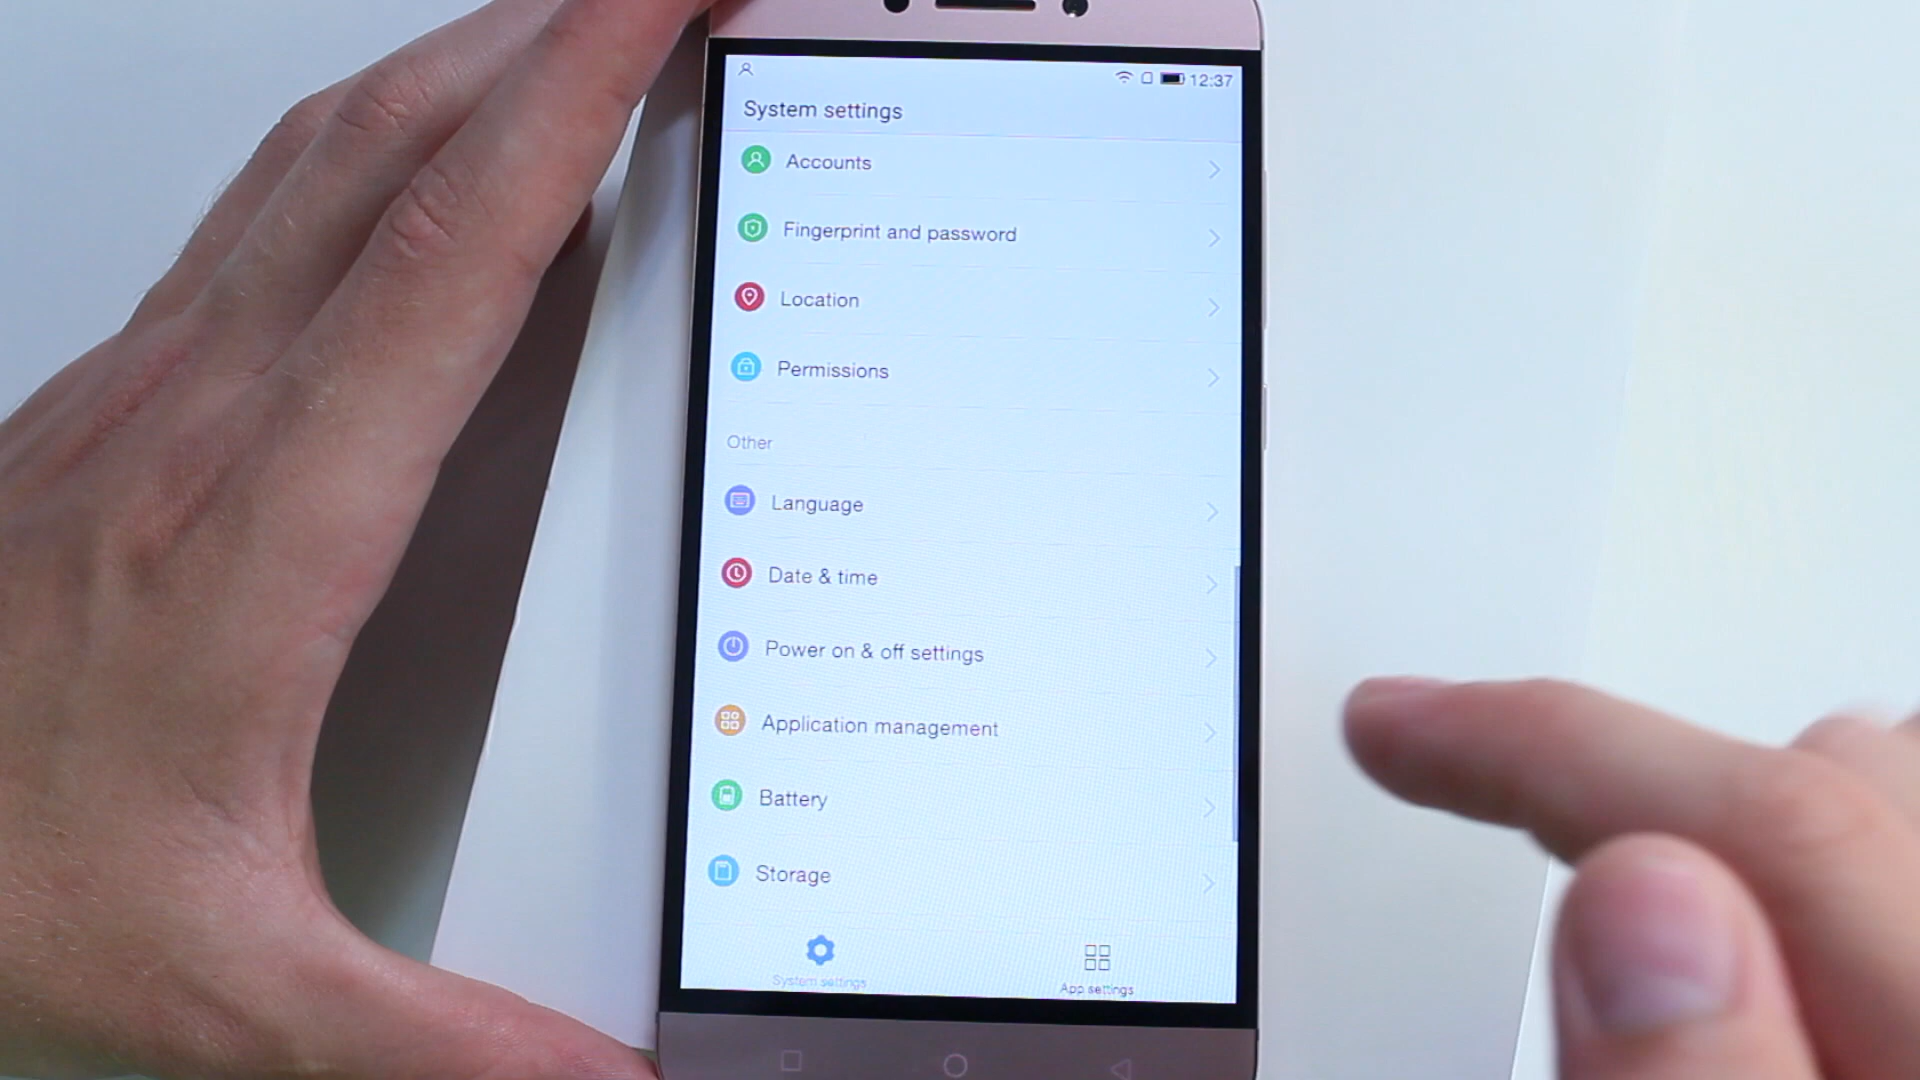 12:37
System settings
Accounts
Fingerprint and password
Location
Permissions
Other
Language
Date & time
Power on & off settings
Application management
Battery
Storage
System settings
App settings